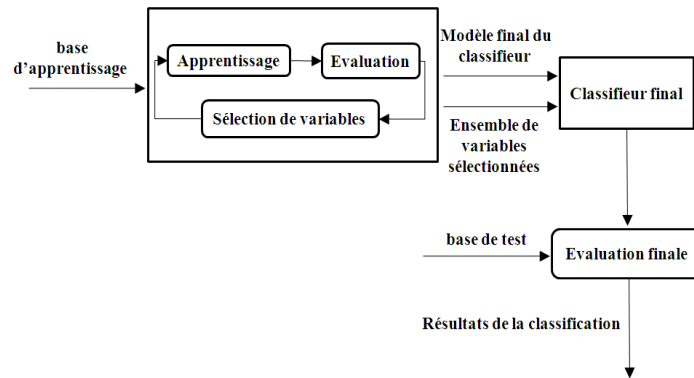 base
d’apprentissage
Apprentissage
Evaluation
Sélection de variables
Modèle final du
classifieur
Ensemble de
variables
sélectionnées
Classifieur final
base de test
Evaluation finale
Résultats de la classification